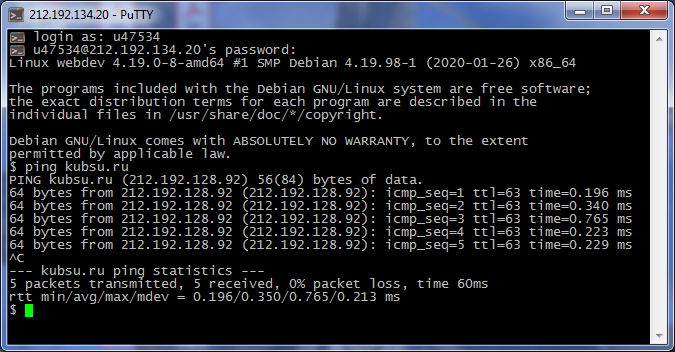 212.192.134.20 - PuTTY
login as: u47534
u47534@212.192.134.20's password:
Linux webdev 4.19.0-8-amd64 #1 SMP Debian 4.19.98-1 (2020-01-26) x86_64
The programs included with the Debian GNU/Linux system are free software;
the exact distribution terms for each program are described in the
individual files in /usr/share/doc/*/copyright.
Debian GNU/Linux comes with ABSOLUTELY NO WARRANTY, to the extent
permitted by applicable law.
$ ping kubsu.ru
PING kubsu.ru (212.192.128.92) 56(84) bytes of data.
64 bytes from 212.192.128.92 (212.192.128.92): icmp_seq=1 ttl=63 time=0.196 ms
64 bytes from 212.192.128.92 (212.192.128.92): icmp_seq=2 ttl=63 time=0.340 ms
64 bytes from 212.192.128.92 (212.192.128.92): icmp_seq=3 ttl=63 time=0.765 ms
64 bytes from 212.192.128.92 (212.192.128.92): icmp_seq=4 ttl=63 time=0.223 ms
64 bytes from 212.192.128.92 (212.192.128.92): icmp_seq=5 ttl=63 time=0.229 ms
^C
--- kubsu.ru ping statistics ---
5 packets transmitted, 5 received, 0% packet loss, time 60ms
rtt min/avg/max/mdev = 0.196/0.350/0.765/0.213 ms
$